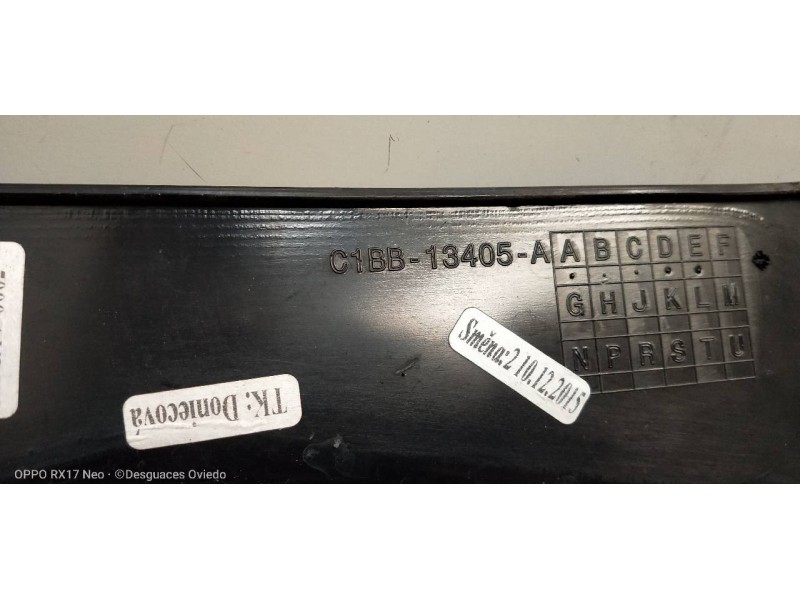 C1BB-13405-A
A B C D E F
G H J K L M
N P R S T U
Směna: 2 10.12.2015
TK: Doniecová
OPPO RX17 Neo · ©Desguaces Oviedo